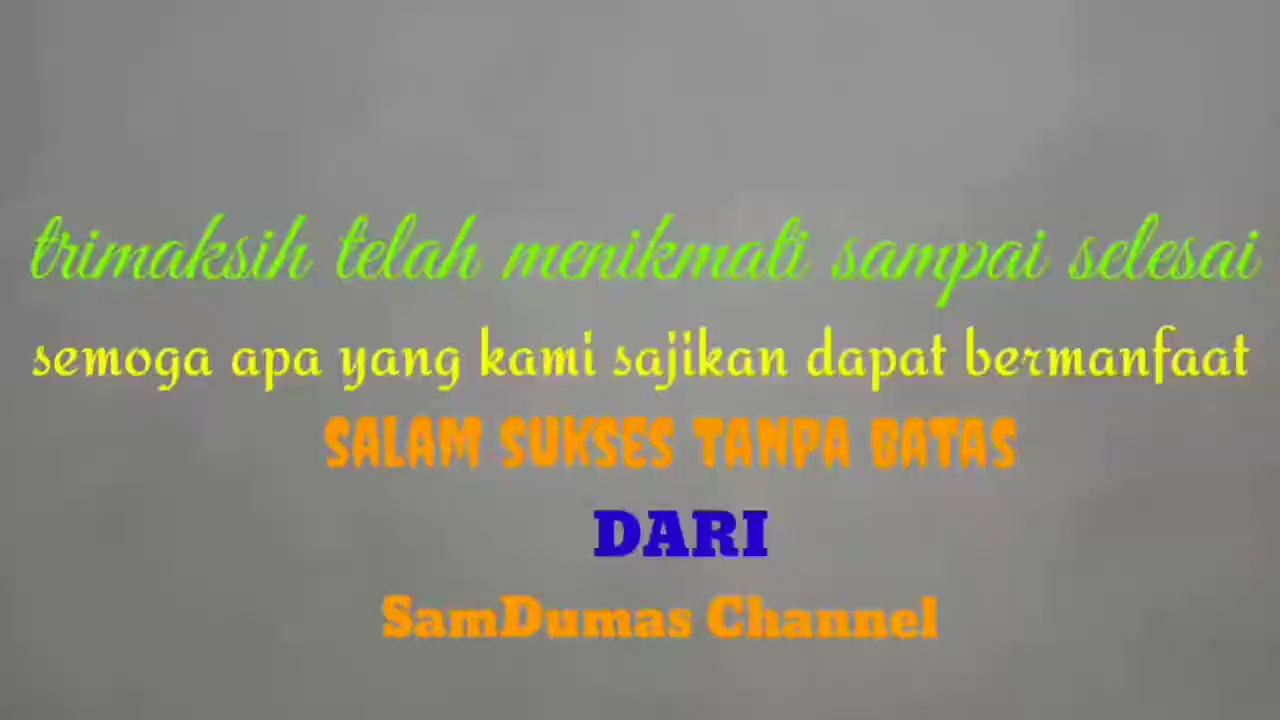 trimaksih telah menikmati sampai selesai
semoga apa yang kami sajikan dapat bermanfaat
SALAM SUKSES TANPA BATAS
DARI
SamDumas Channel